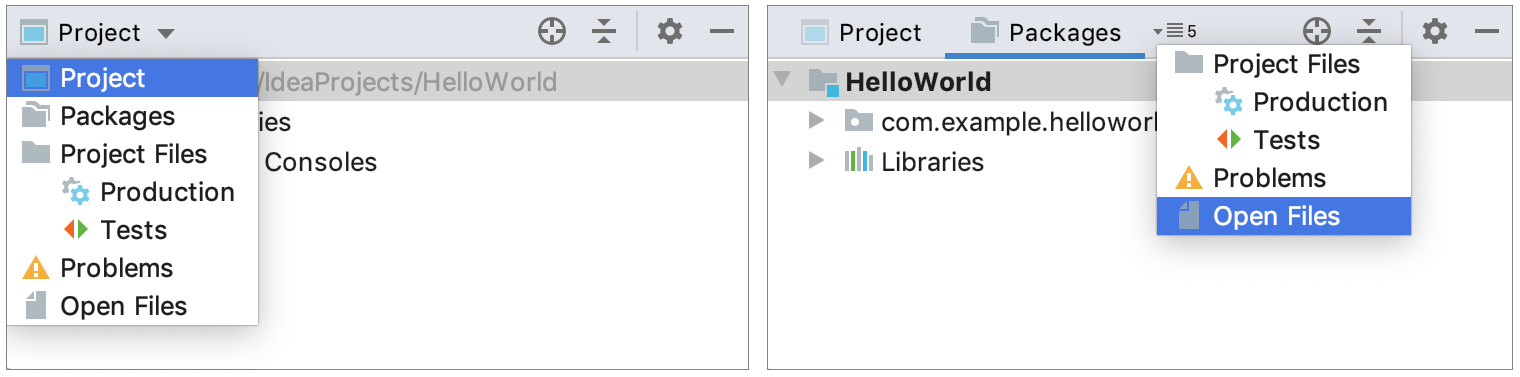 Project
Project
/IdeaProjects/HelloWorld
Packages
ies
Project Files
Consoles
Production
Tests
Problems
Open Files
Project
Packages
5
HelloWorld
com.example.helloworl
Libraries
Project Files
Production
Tests
Problems
Open Files